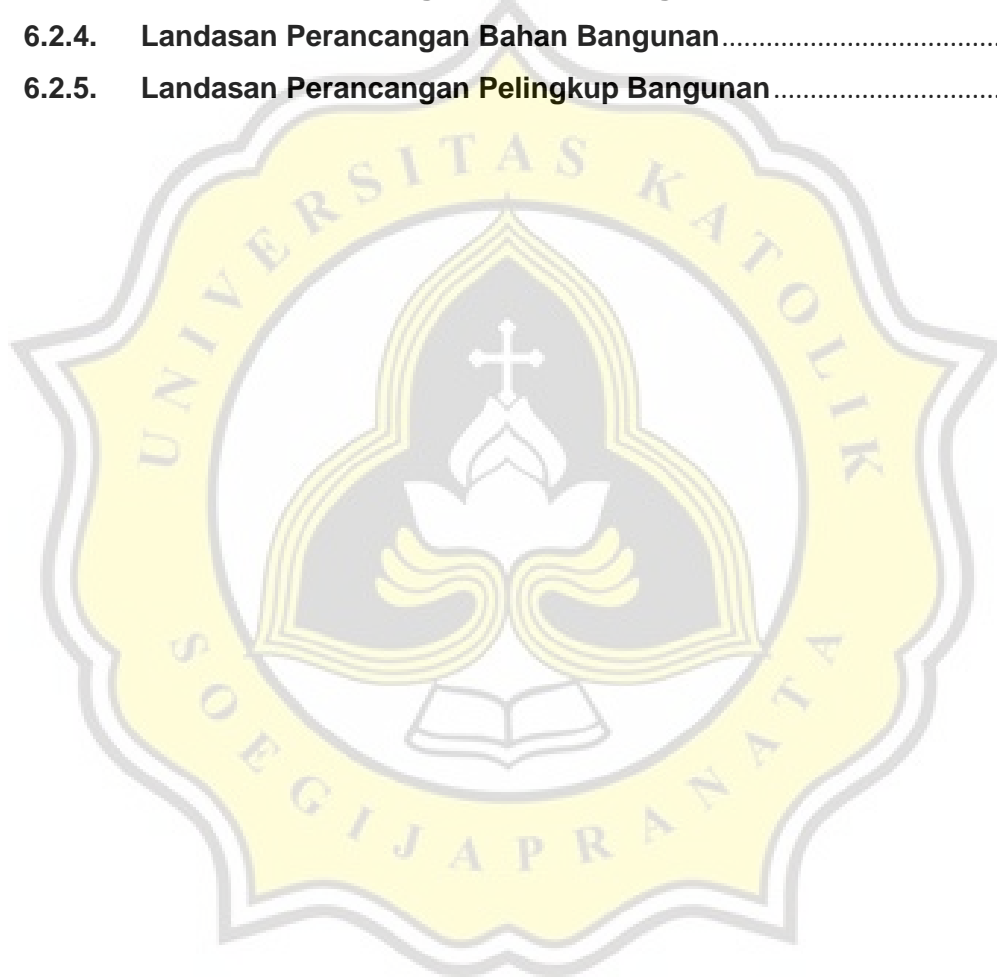 6.2.4. Landasan Perancangan Bahan Bangunan...................................
6.2.5. Landasan Perancangan Pelingkup Bangunan............................
UNIVERSITAS KATOLIK
SOEGIJAPRANATA